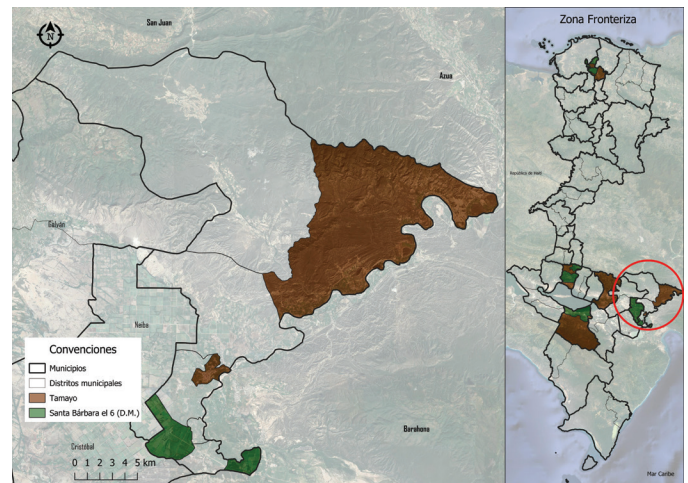 San Juan
N
Azua
Galván
Neiba
Convenciones
Municipios
Distritos municipales
Tamayo
Santa Bárbara el 6 (D.M.)
Cristóbal
Barahona
0 1 2 3 4 5 km
Zona Fronteriza
República de Haití
Mar Caribe